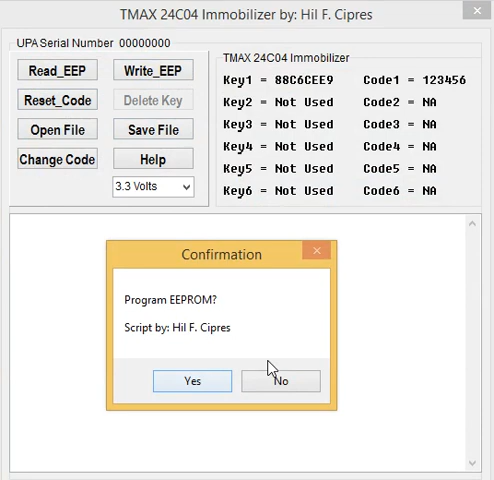 TMAX 24C04 Immobilizer by: Hil F. Cipres
UPA Serial Number 00000000
Read_EEP Write_EEP
Reset_Code Delete Key
Open File Save File
Change Code Help
3.3 Volts
TMAX 24C04 Immobilizer
Key1 = 88C6CEE9 Code1 = 123456
Key2 = Not Used Code2 = NA
Key3 = Not Used Code3 = NA
Key4 = Not Used Code4 = NA
Key5 = Not Used Code5 = NA
Key6 = Not Used Code6 = NA
Confirmation
Program EEPROM?
Script by: Hil F. Cipres
Yes No